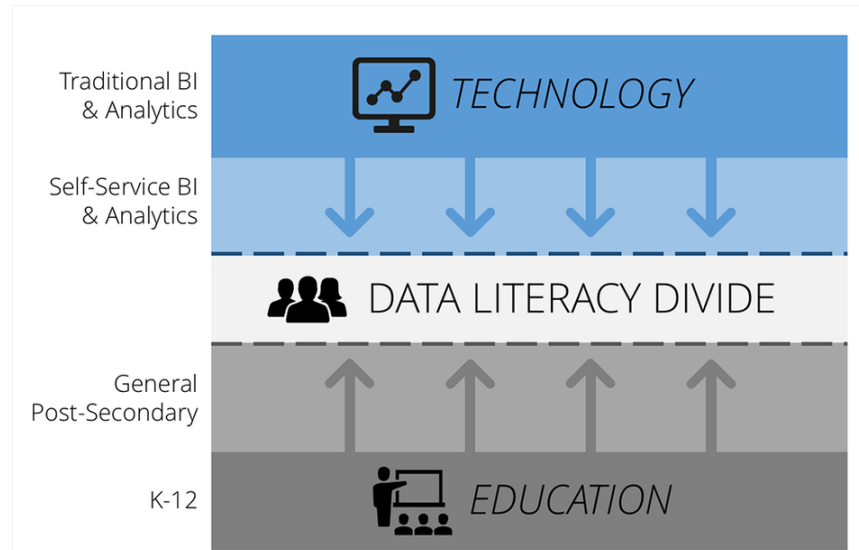 Traditional BI
& Analytics
TECHNOLOGY
Self-Service BI
& Analytics
DATA LITERACY DIVIDE
General
Post-Secondary
K-12
EDUCATION